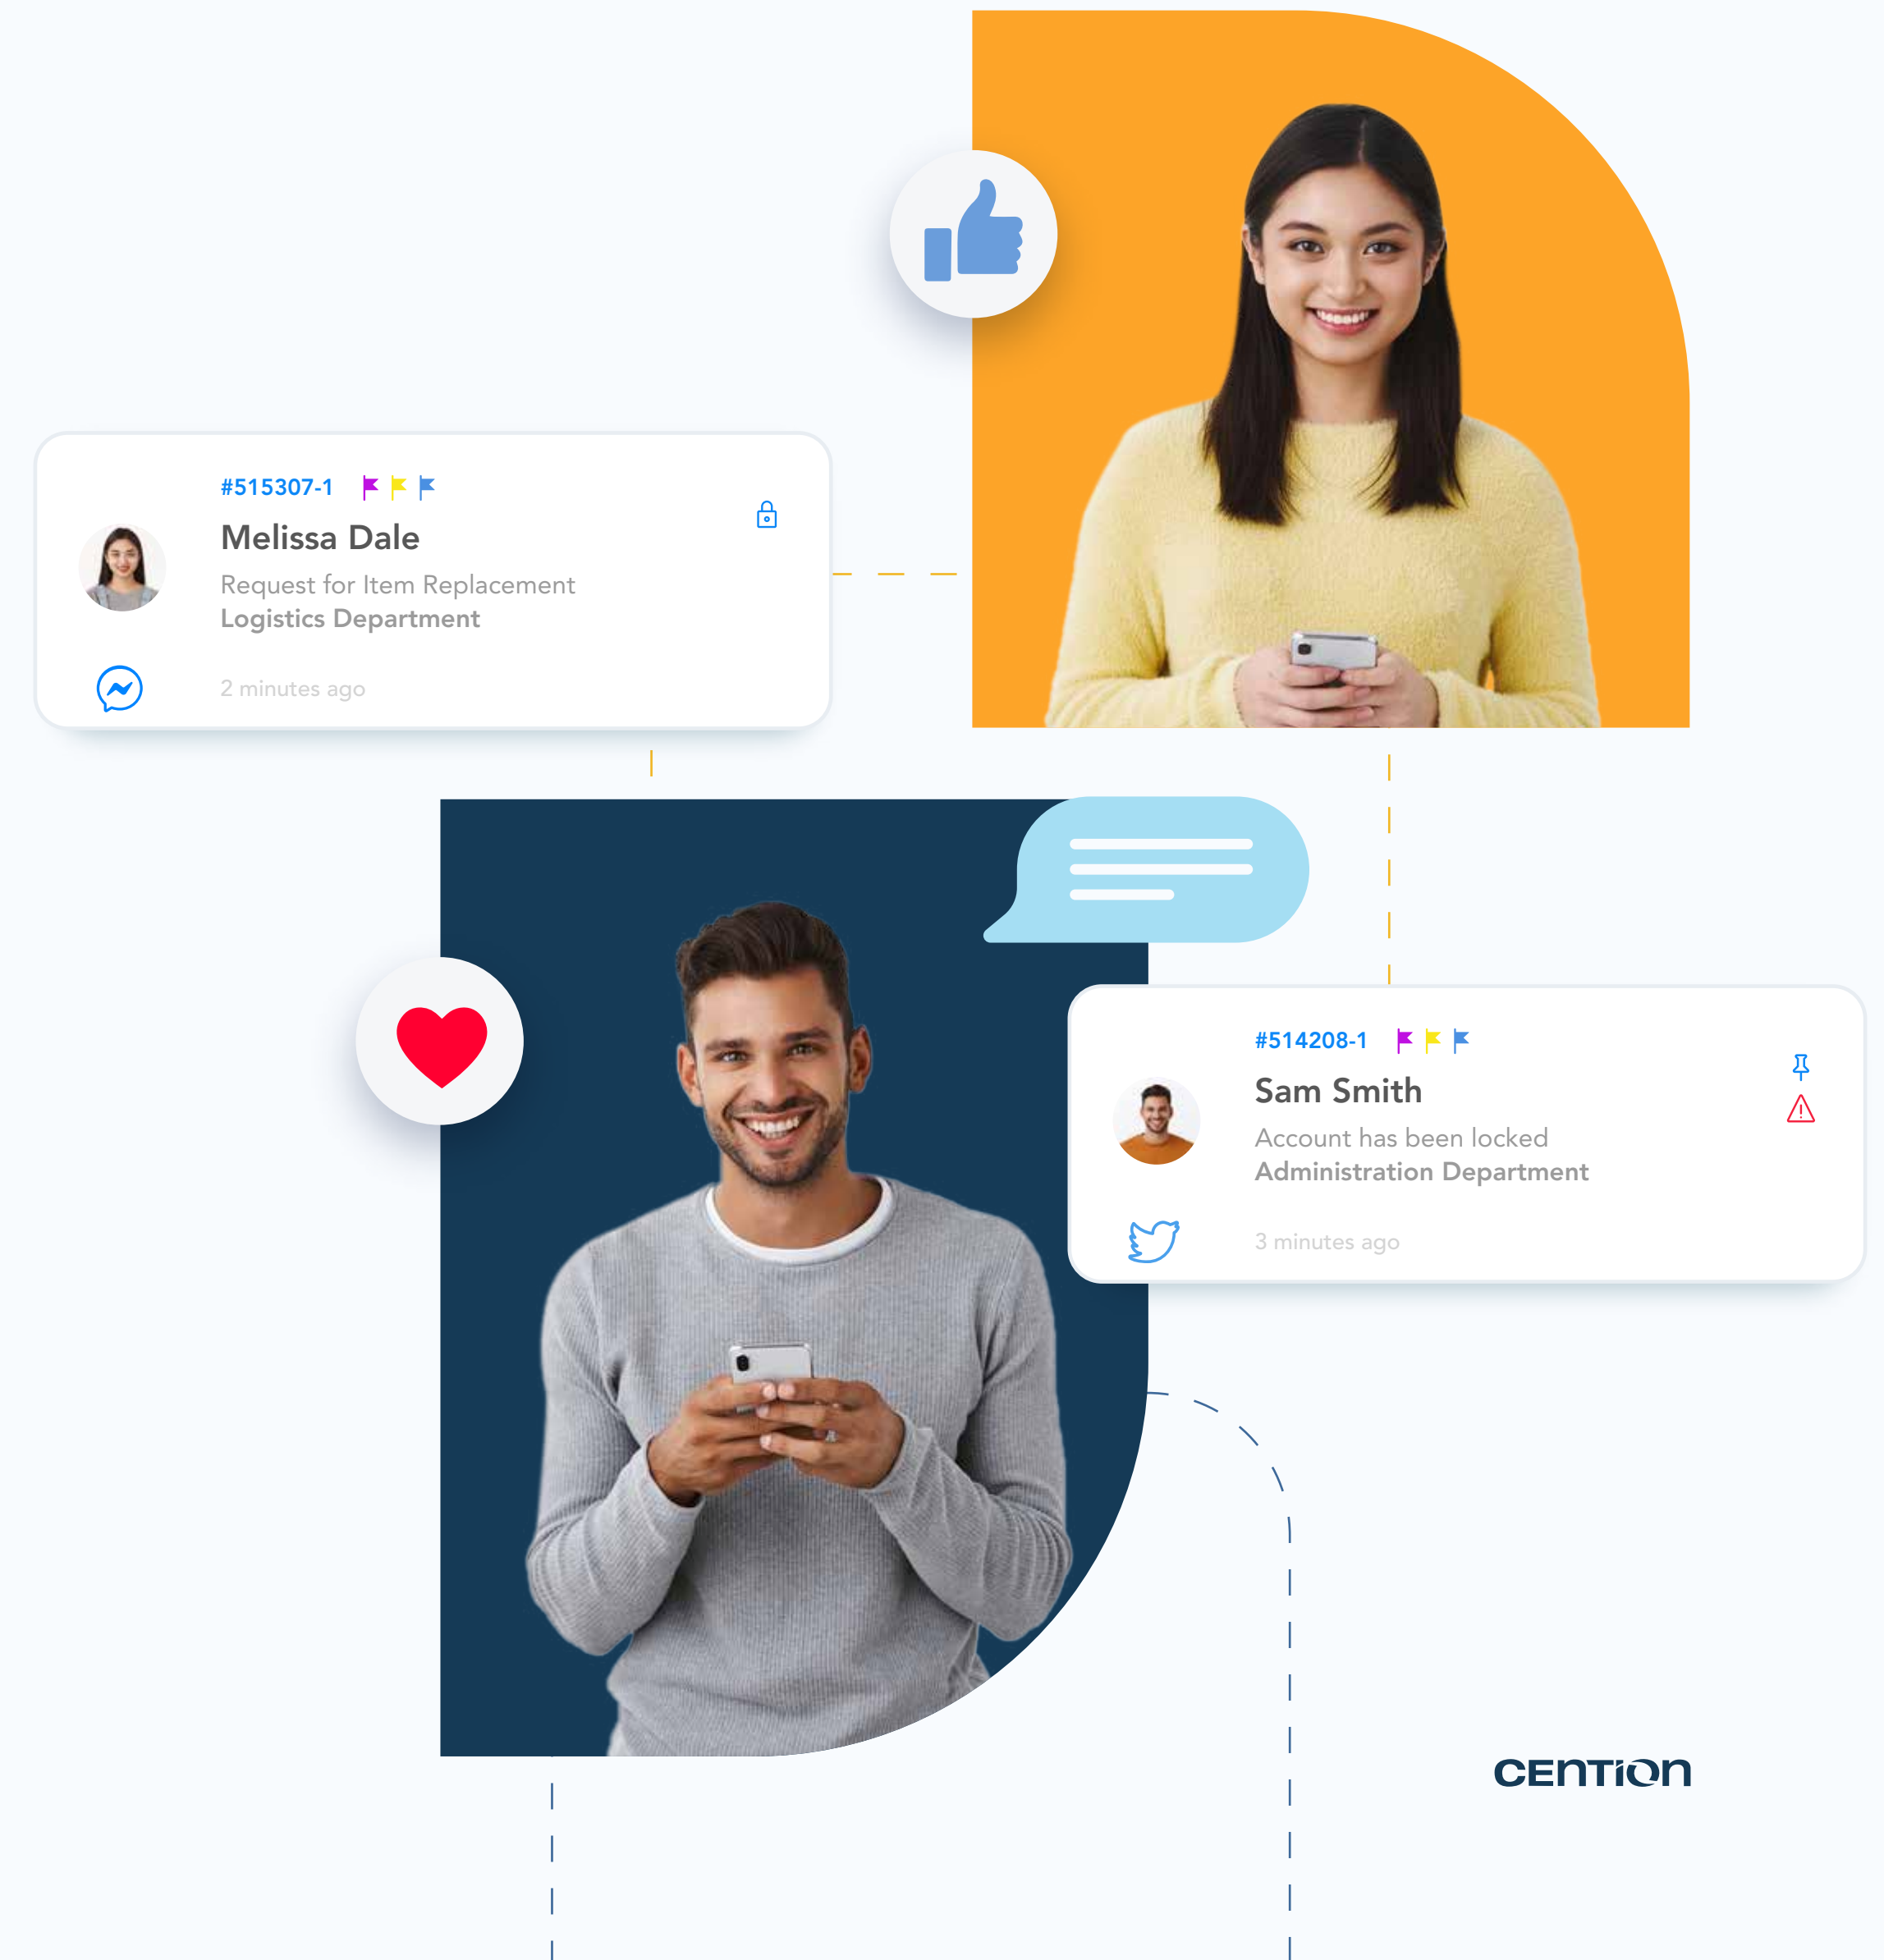 #515307-1
Melissa Dale
Request for Item Replacement
Logistics Department
2 minutes ago
#514208-1
Sam Smith
Account has been locked
Administration Department
3 minutes ago
CENTION